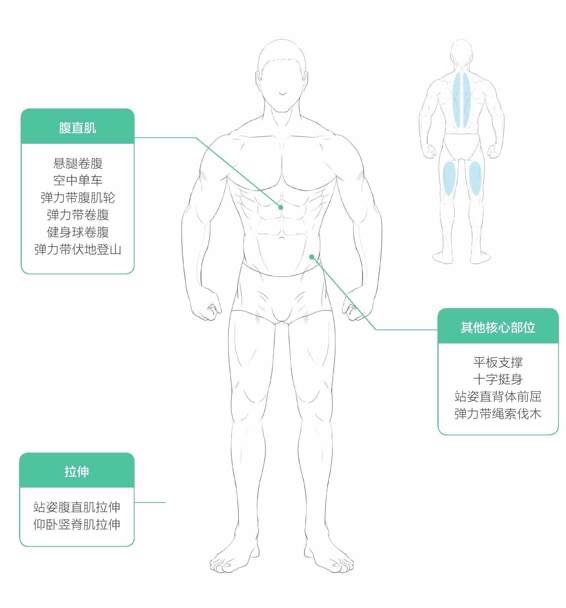 腹直肌
悬腿卷腹
空中单车
弹力带腹肌轮
弹力带卷腹
健身球卷腹
弹力带伏地登山
其他核心部位
平板支撑
十字挺身
站姿直背体前屈
弹力带绳索伐木
拉伸
站姿腹直肌拉伸
仰卧竖脊肌拉伸